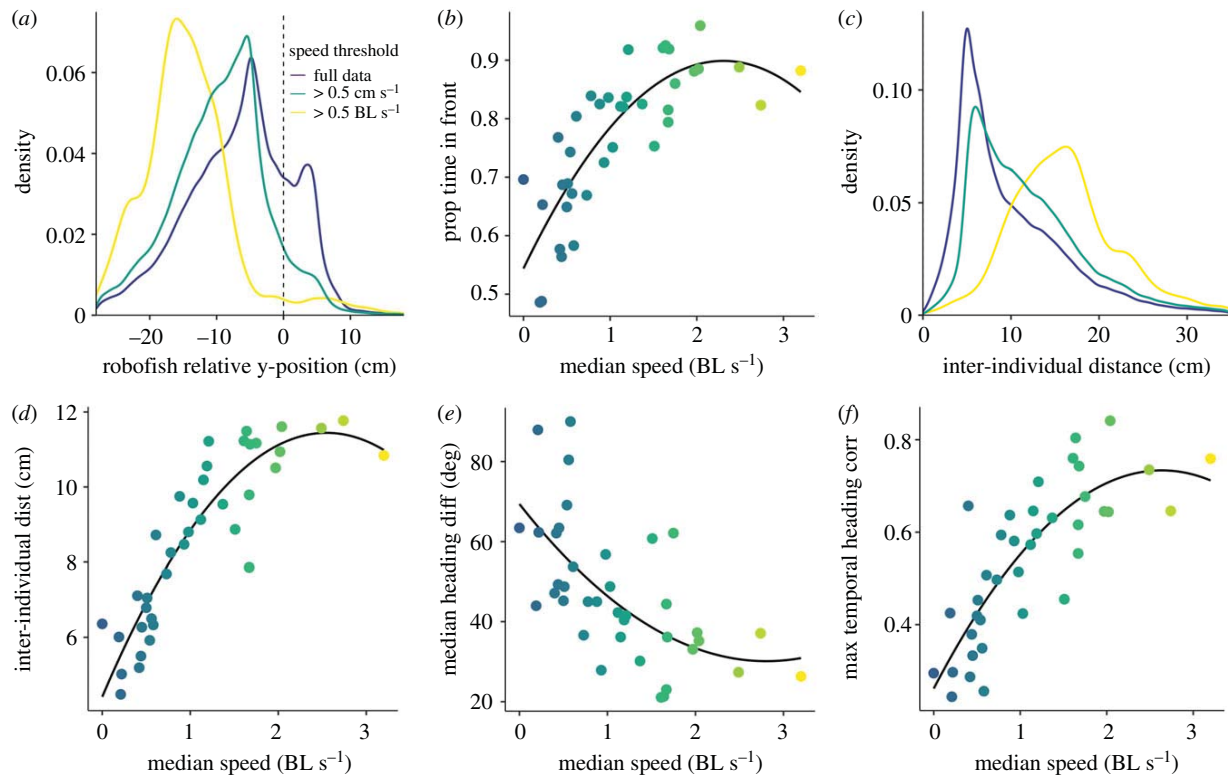 (a)
density
0.06
0.04
0.02
0
−20
−10
0
10
robofish relative y-position (cm)
speed threshold
full data
> 0.5 cm s⁻¹
> 0.5 BL s⁻¹
(b)
prop time in front
0.9
0.8
0.7
0.6
0.5
0
1
2
3
median speed (BL s⁻¹)
(c)
density
0.10
0.05
0
0
10
20
30
inter-individual distance (cm)
(d)
inter-individual dist (cm)
12
10
8
6
0
1
2
3
median speed (BL s⁻¹)
(e)
median heading diff (deg)
80
60
40
20
0
1
2
3
median speed (BL s⁻¹)
(f)
max temporal heading corr
0.8
0.6
0.4
0
1
2
3
median speed (BL s⁻¹)